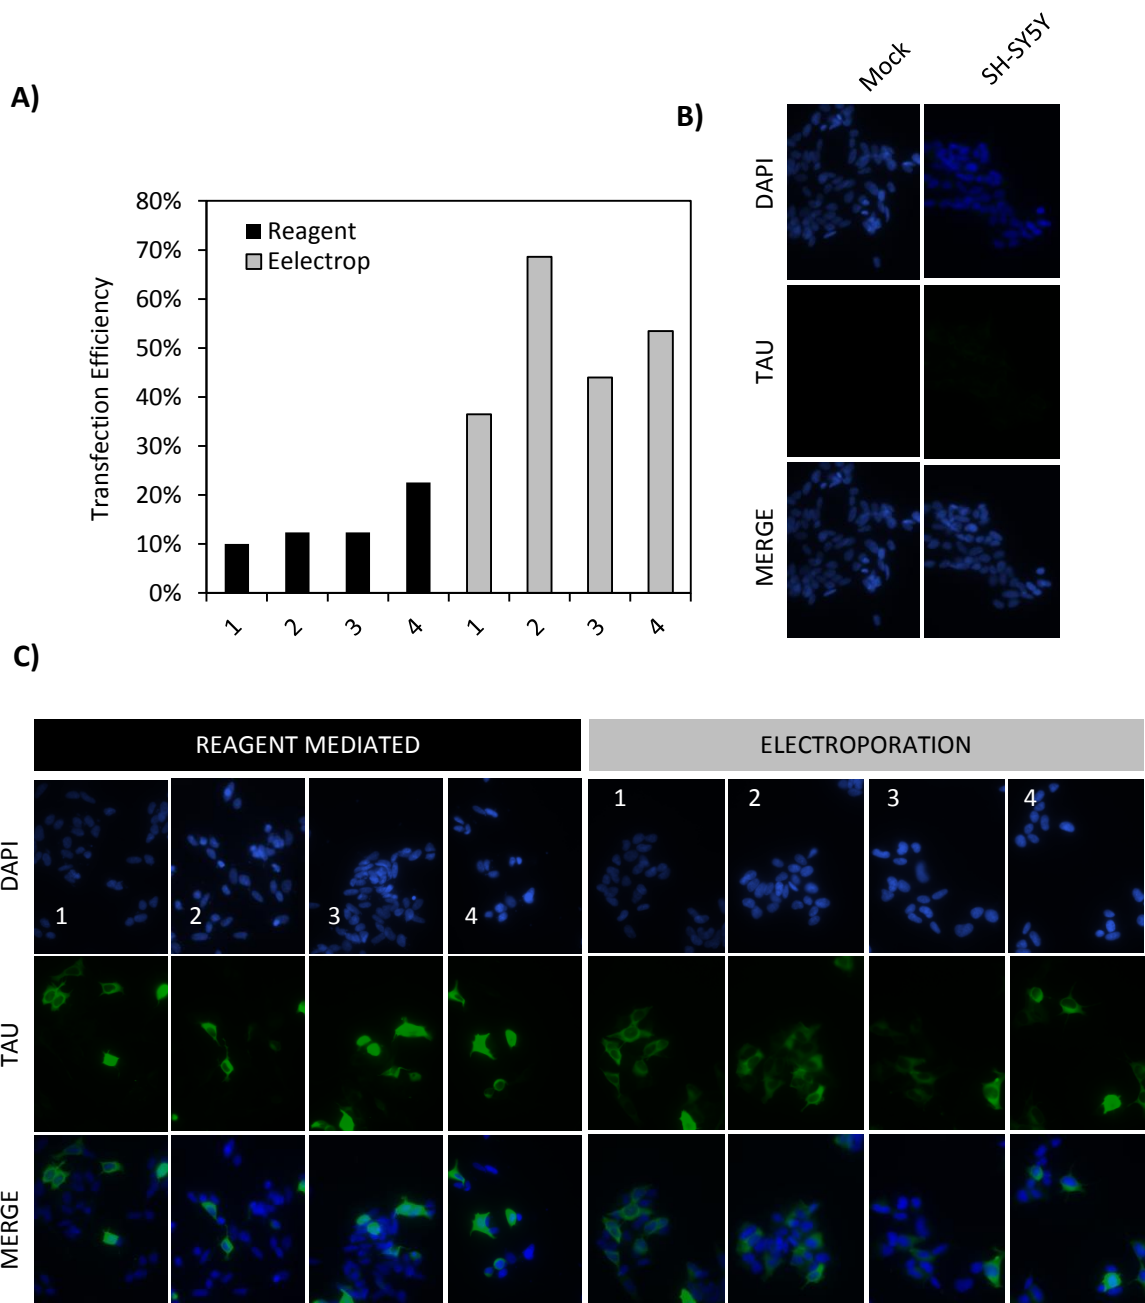 A)
Transfection Efficiency
80%
70%
60%
50%
40%
30%
20%
10%
0%
Reagent
Eelectrop
1 2 3 4 1 2 3 4
B)
Mock SH-SY5Y
DAPI
TAU
MERGE
C)
REAGENT MEDIATED ELECTROPORATION
DAPI
1 2 3 4 1 2 3 4
TAU
MERGE